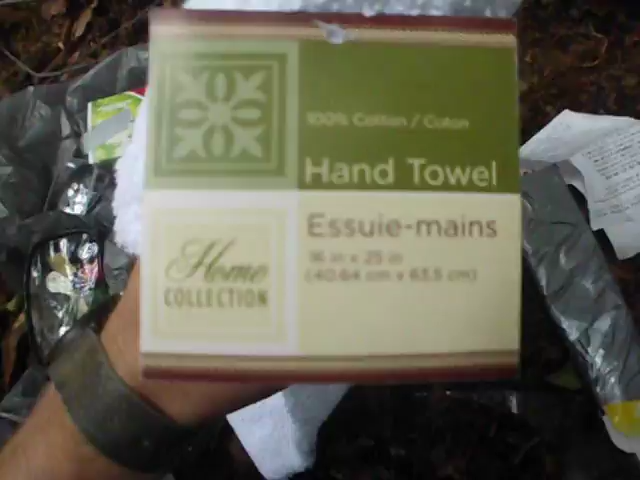 100% Cotton / Coton
Hand Towel
Essuie-mains
16 in x 25 in
(40.64 cm x 63.5 cm)
Home
COLLECTION